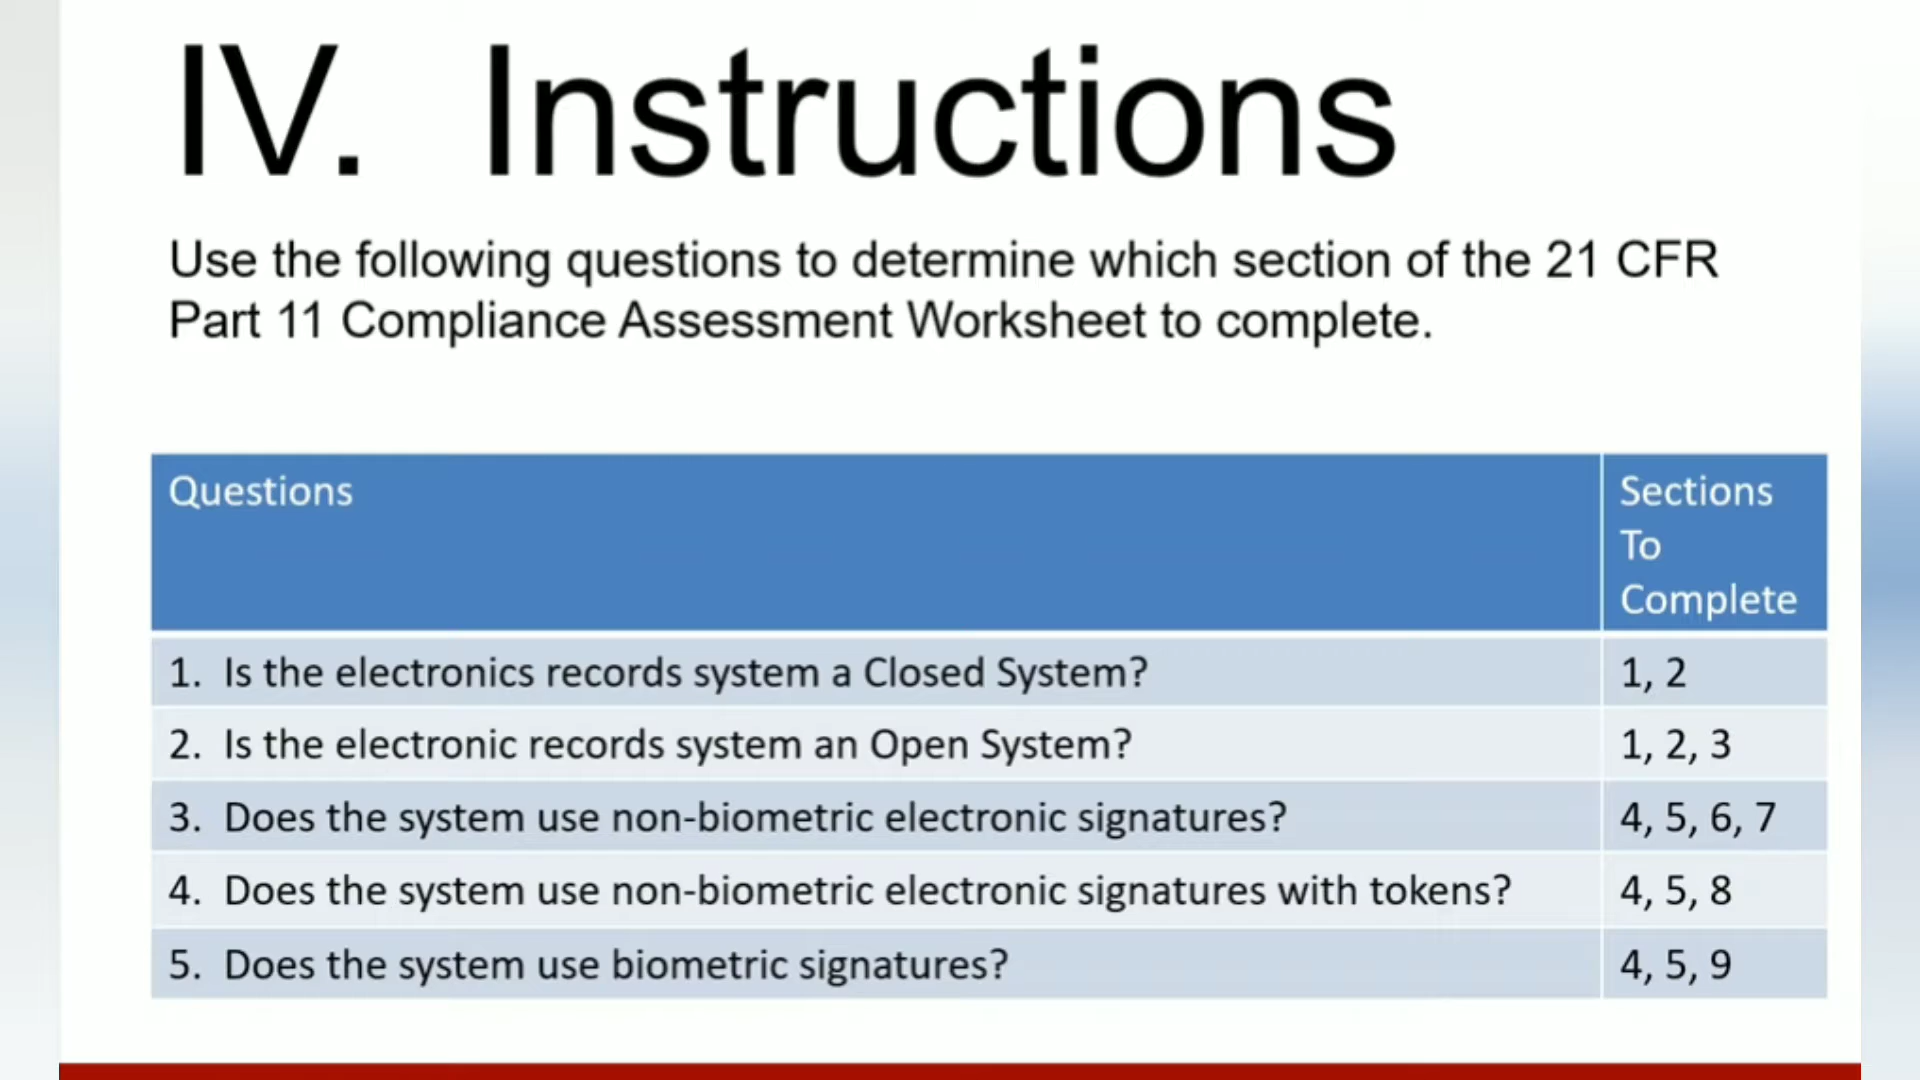 IV. Instructions
Use the following questions to determine which section of the 21 CFR
Part 11 Compliance Assessment Worksheet to complete.
Questions
Sections
To
Complete
1. Is the electronics records system a Closed System?
1, 2
2. Is the electronic records system an Open System?
1, 2, 3
3. Does the system use non-biometric electronic signatures?
4, 5, 6, 7
4. Does the system use non-biometric electronic signatures with tokens?
4, 5, 8
5. Does the system use biometric signatures?
4, 5, 9